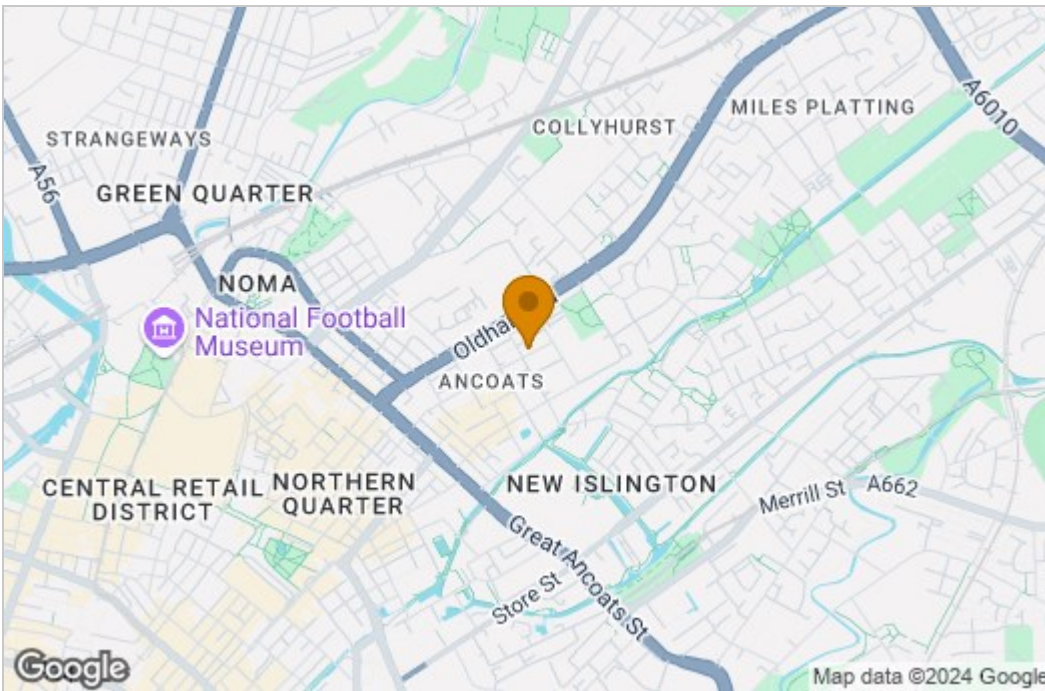 COLLYHURST
MILES PLATTING
A6010
STRANGEWAYS
A56
GREEN QUARTER
NOMA
National Football
Museum
ANCOATS
CENTRAL RETAIL
DISTRICT
NORTHERN
QUARTER
NEW ISLINGTON
Merrill St
A662
Great Ancoats St
Store St
Google
Map data ©2024 Google